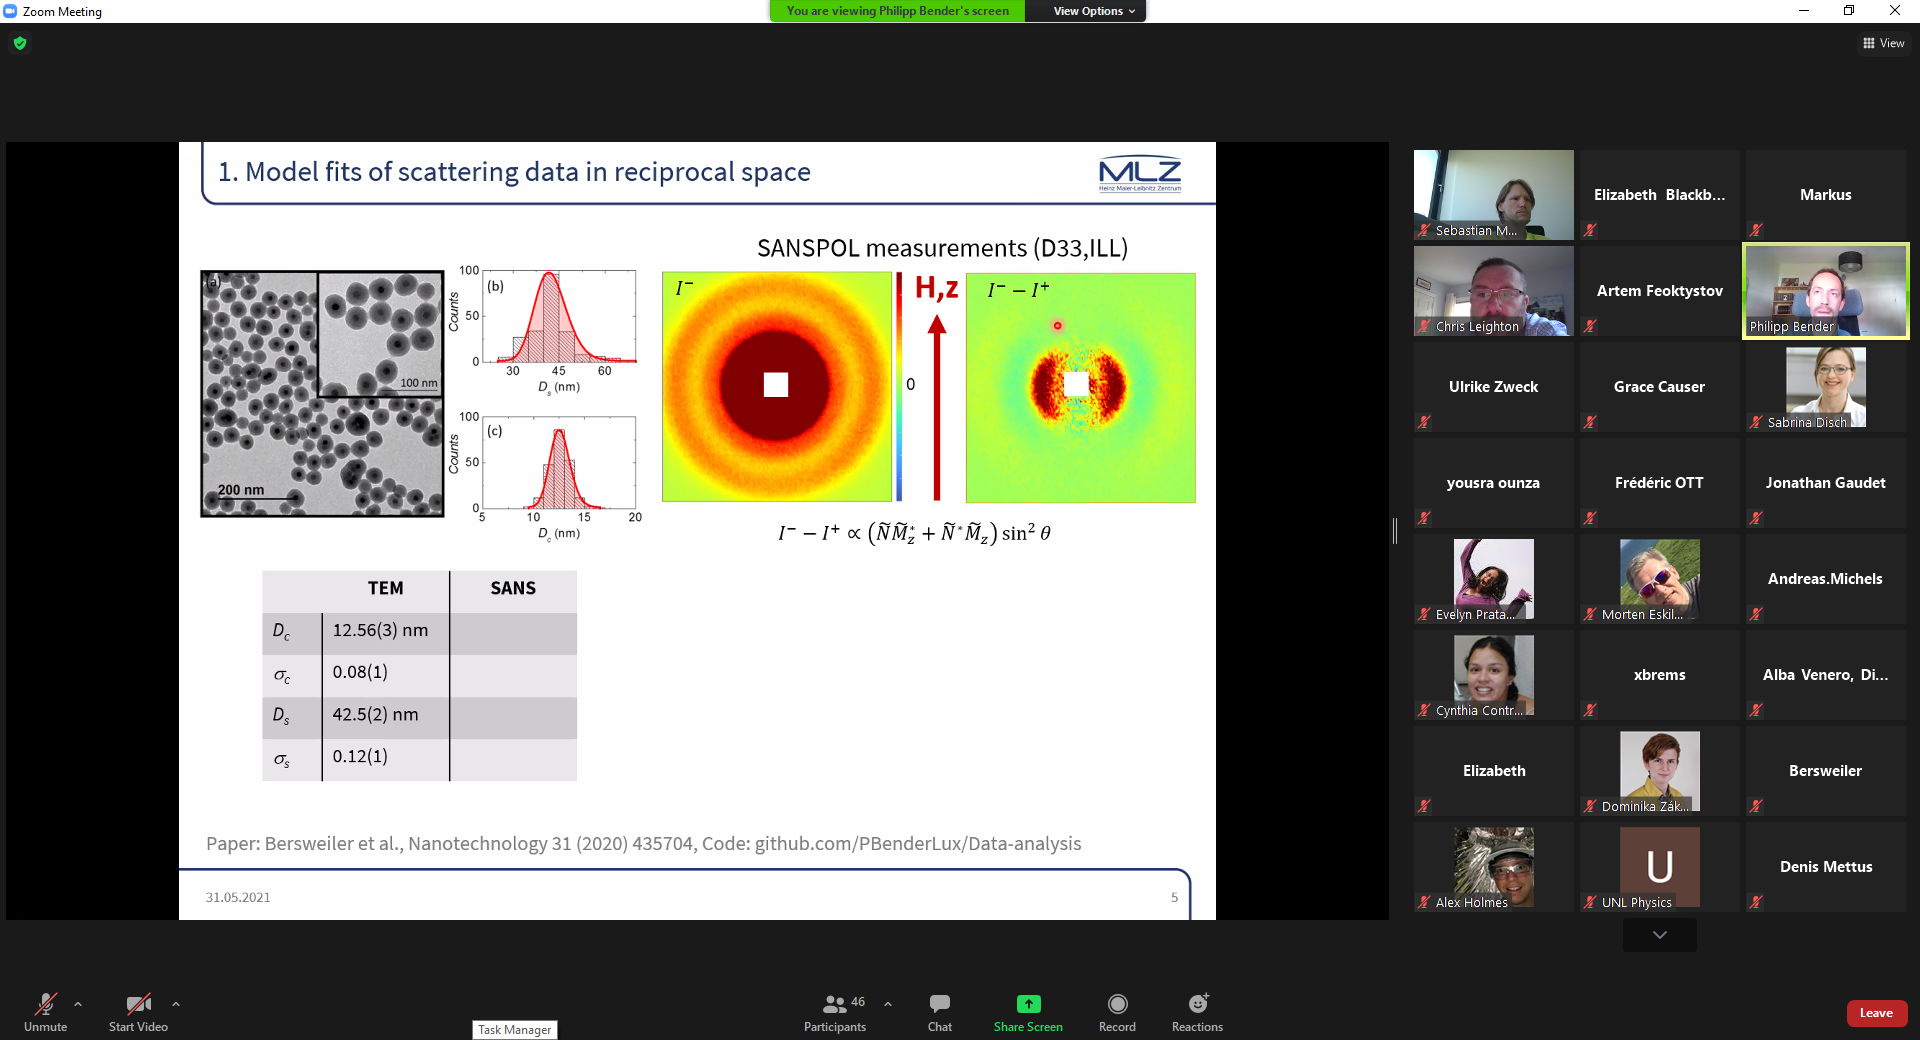 Zoom Meeting
You are viewing Philipp Bender's screen
View Options
View
1. Model fits of scattering data in reciprocal space
MLZ
Heinz Maier-Leibnitz Zentrum
SANSPOL measurements (D33,ILL)
(a)
100 nm
200 nm
(b)
100
50
0
Counts
30 45 60
D_s (nm)
(c)
100
50
0
Counts
5 10 15 20
D_c (nm)
I⁻
0
H,z
I⁻ − I⁺
I⁻ − I⁺ ∝ (ÑM̃_z* + Ñ*M̃_z) sin² θ
TEM SANS
D_c 12.56(3) nm
σ_c 0.08(1)
D_s 42.5(2) nm
σ_s 0.12(1)
Paper: Bersweiler et al., Nanotechnology 31 (2020) 435704, Code: github.com/PBenderLux/Data-analysis
31.05.2021
5
Sebastian M...
Elizabeth Blackb...
Markus
Chris Leighton
Artem Feoktystov
Philipp Bender
Ulrike Zweck
Grace Causer
Sabrina Disch
yousra ounza
Frédéric OTT
Jonathan Gaudet
Evelyn Prata...
Morten Eskil...
Andreas.Michels
Cynthia Contr...
xbrems
Alba Venero, Di...
Elizabeth
Dominika Zák...
Bersweiler
Alex Holmes
U
UNL Physics
Denis Mettus
Unmute
Start Video
Task Manager
46
Participants
Chat
Share Screen
Record
Reactions
Leave